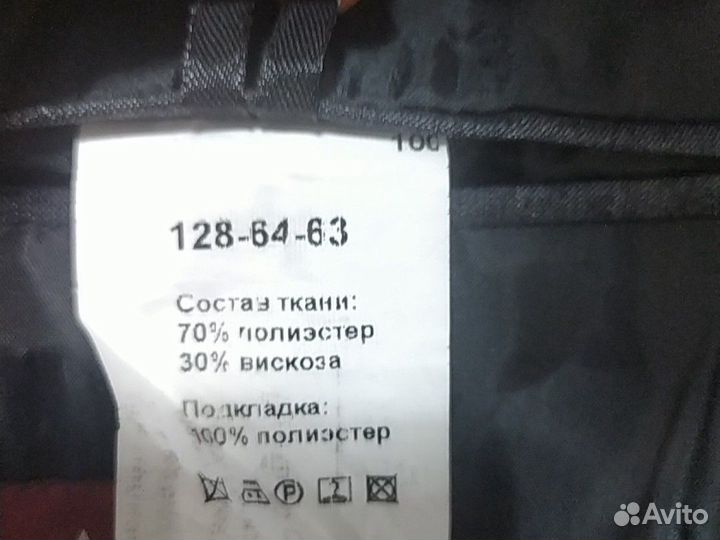 100
128-64-63
Состав ткани:
70% полиэстер
30% вискоза
Подкладка:
100% полиэстер
P
Avito